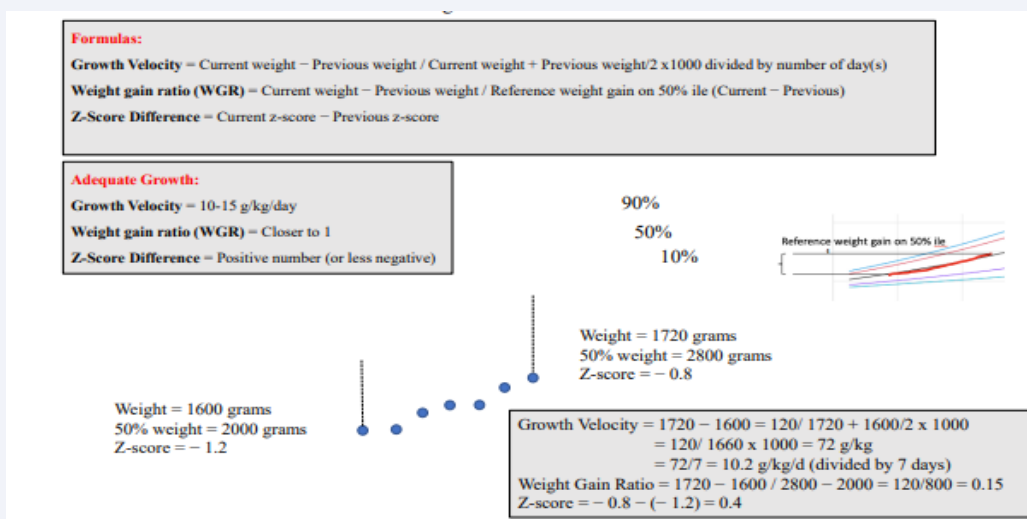 Formulas:
Growth Velocity = Current weight − Previous weight / Current weight + Previous weight/2 x1000 divided by number of day(s)
Weight gain ratio (WGR) = Current weight − Previous weight / Reference weight gain on 50% ile (Current − Previous)
Z-Score Difference = Current z-score − Previous z-score
Adequate Growth:
Growth Velocity = 10-15 g/kg/day
Weight gain ratio (WGR) = Closer to 1
Z-Score Difference = Positive number (or less negative)
90%
50%
10%
Reference weight gain on 50% ile
Weight = 1720 grams
50% weight = 2800 grams
Z-score = − 0.8
Weight = 1600 grams
50% weight = 2000 grams
Z-score = − 1.2
Growth Velocity = 1720 − 1600 = 120/ 1720 + 1600/2 x 1000
= 120/ 1660 x 1000 = 72 g/kg
= 72/7 = 10.2 g/kg/d (divided by 7 days)
Weight Gain Ratio = 1720 − 1600 / 2800 − 2000 = 120/800 = 0.15
Z-score = − 0.8 − (− 1.2) = 0.4